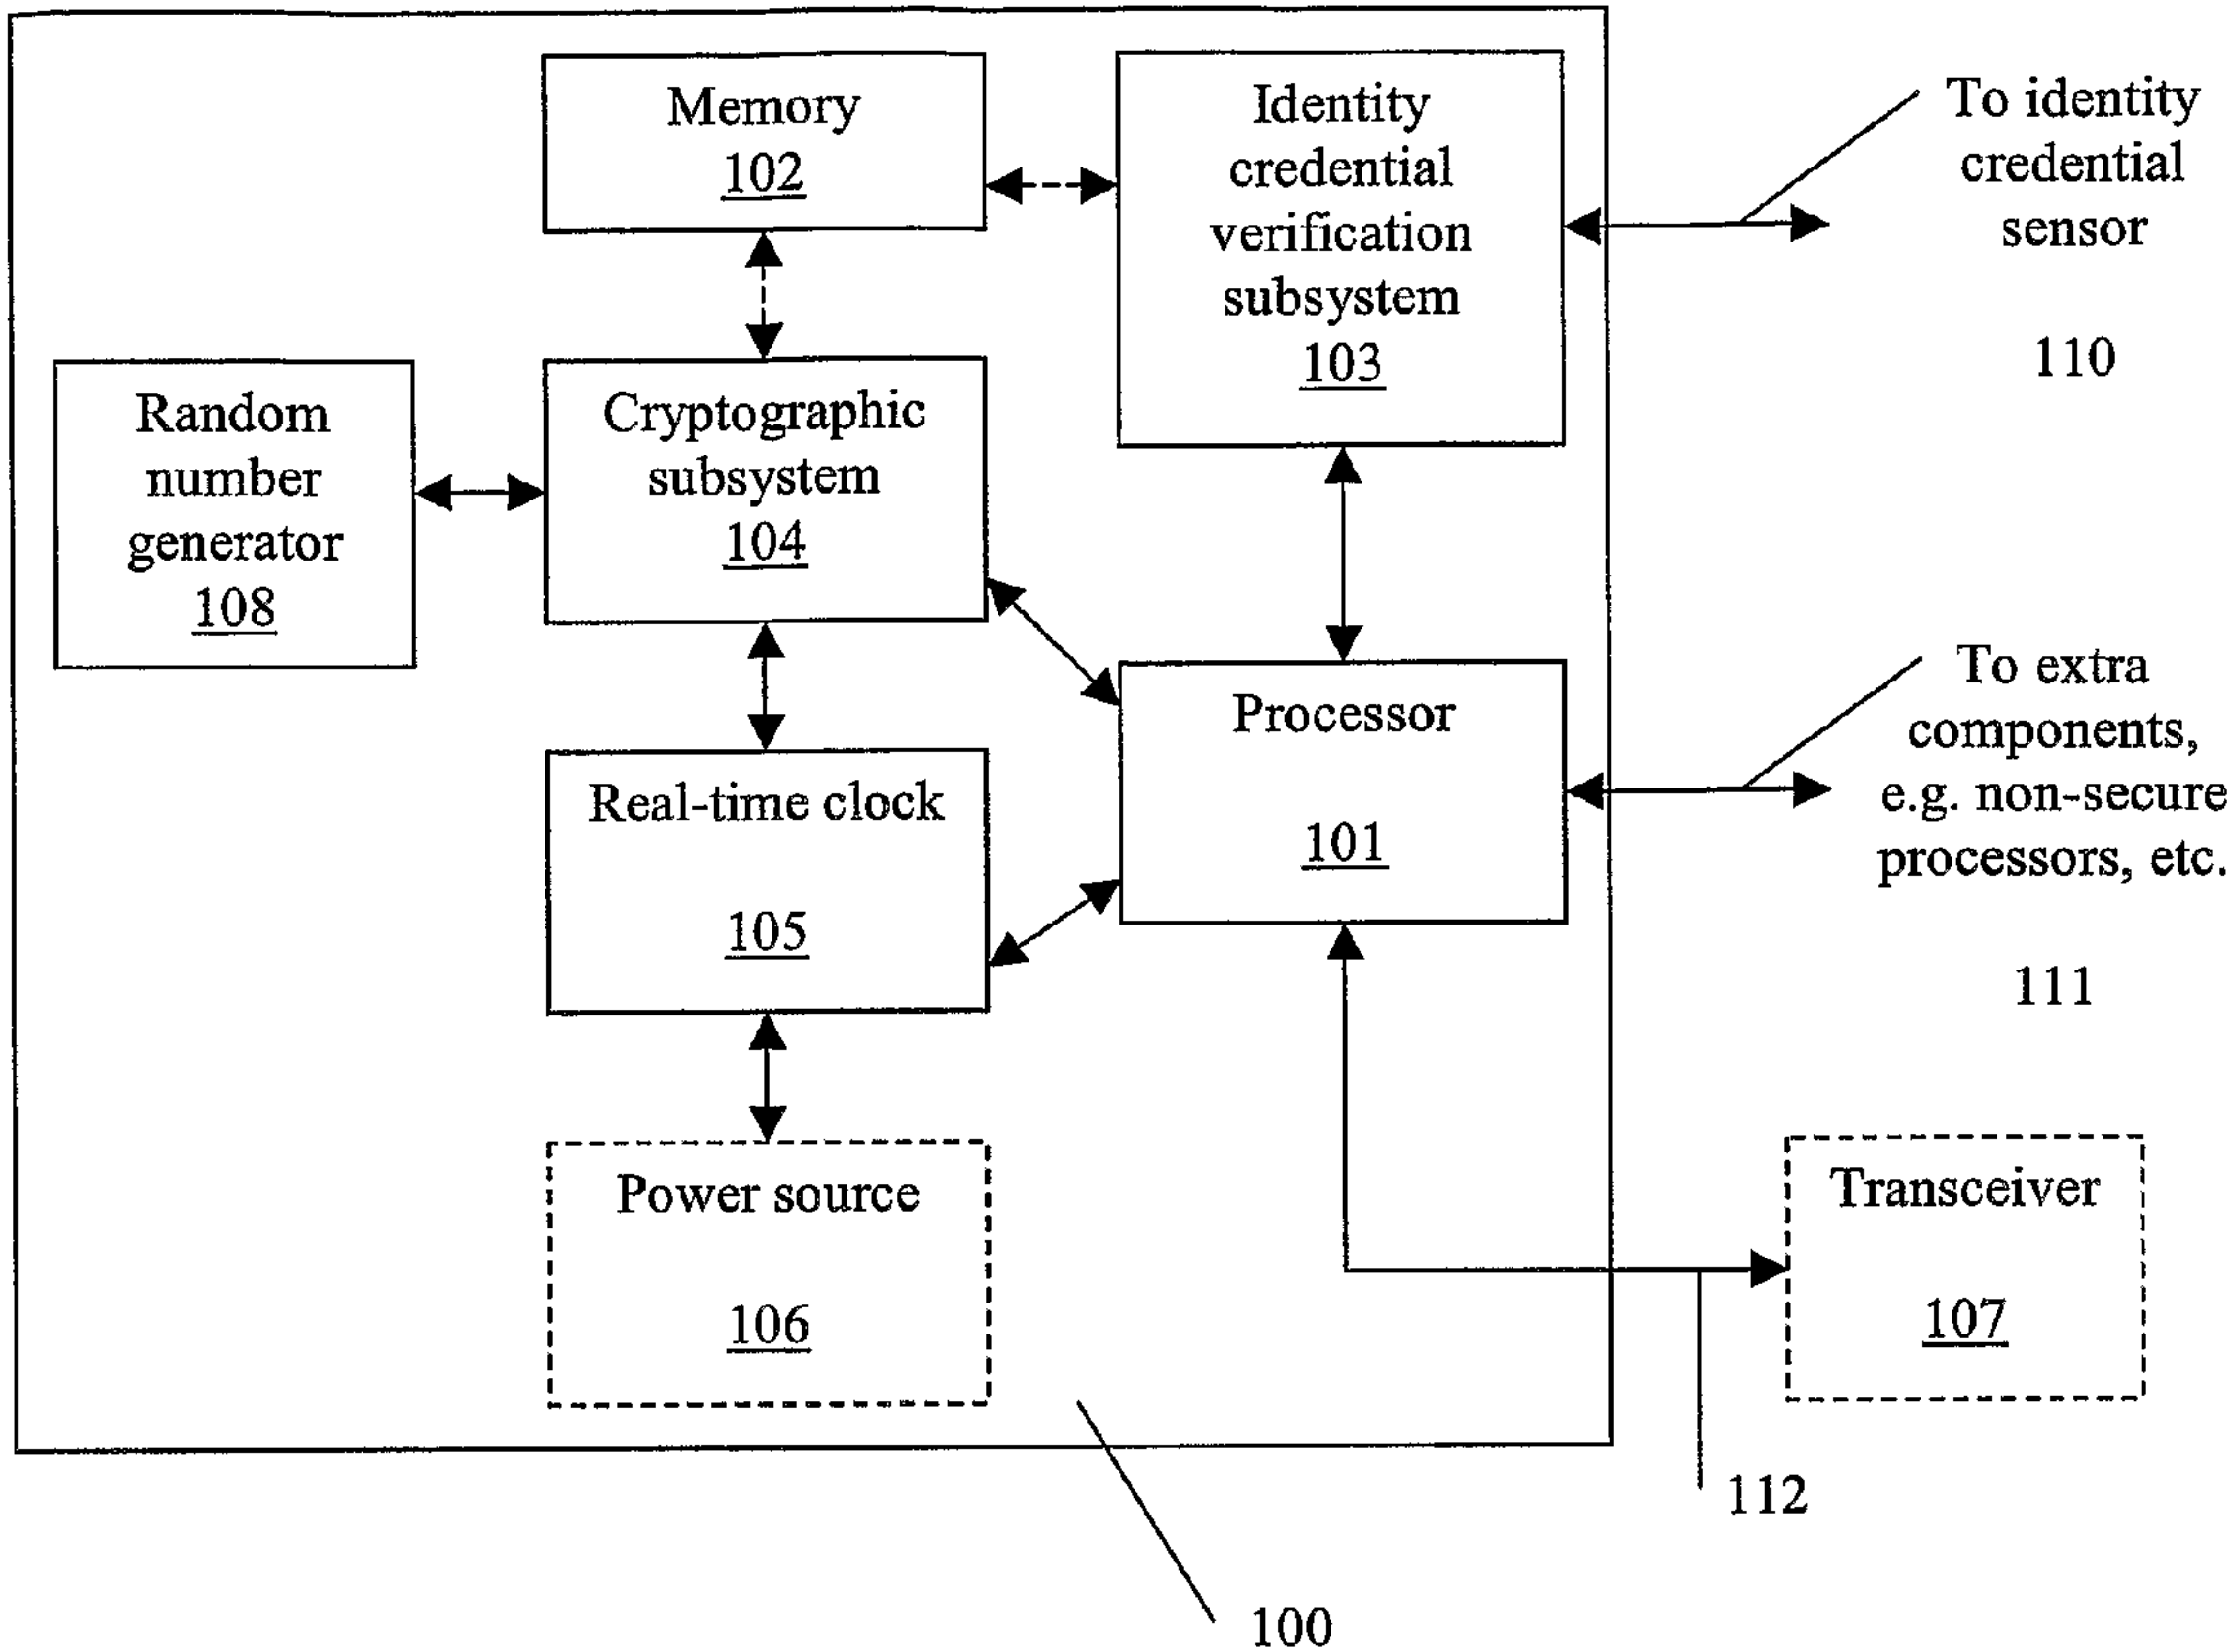 Memory
102
Identity
credential
verification
subsystem
103
To identity
credential
sensor
110
Random
number
generator
108
Cryptographic
subsystem
104
Processor
101
To extra
components,
e.g. non-secure
processors, etc.
111
Real-time clock
105
Power source
106
Transceiver
107
112
100